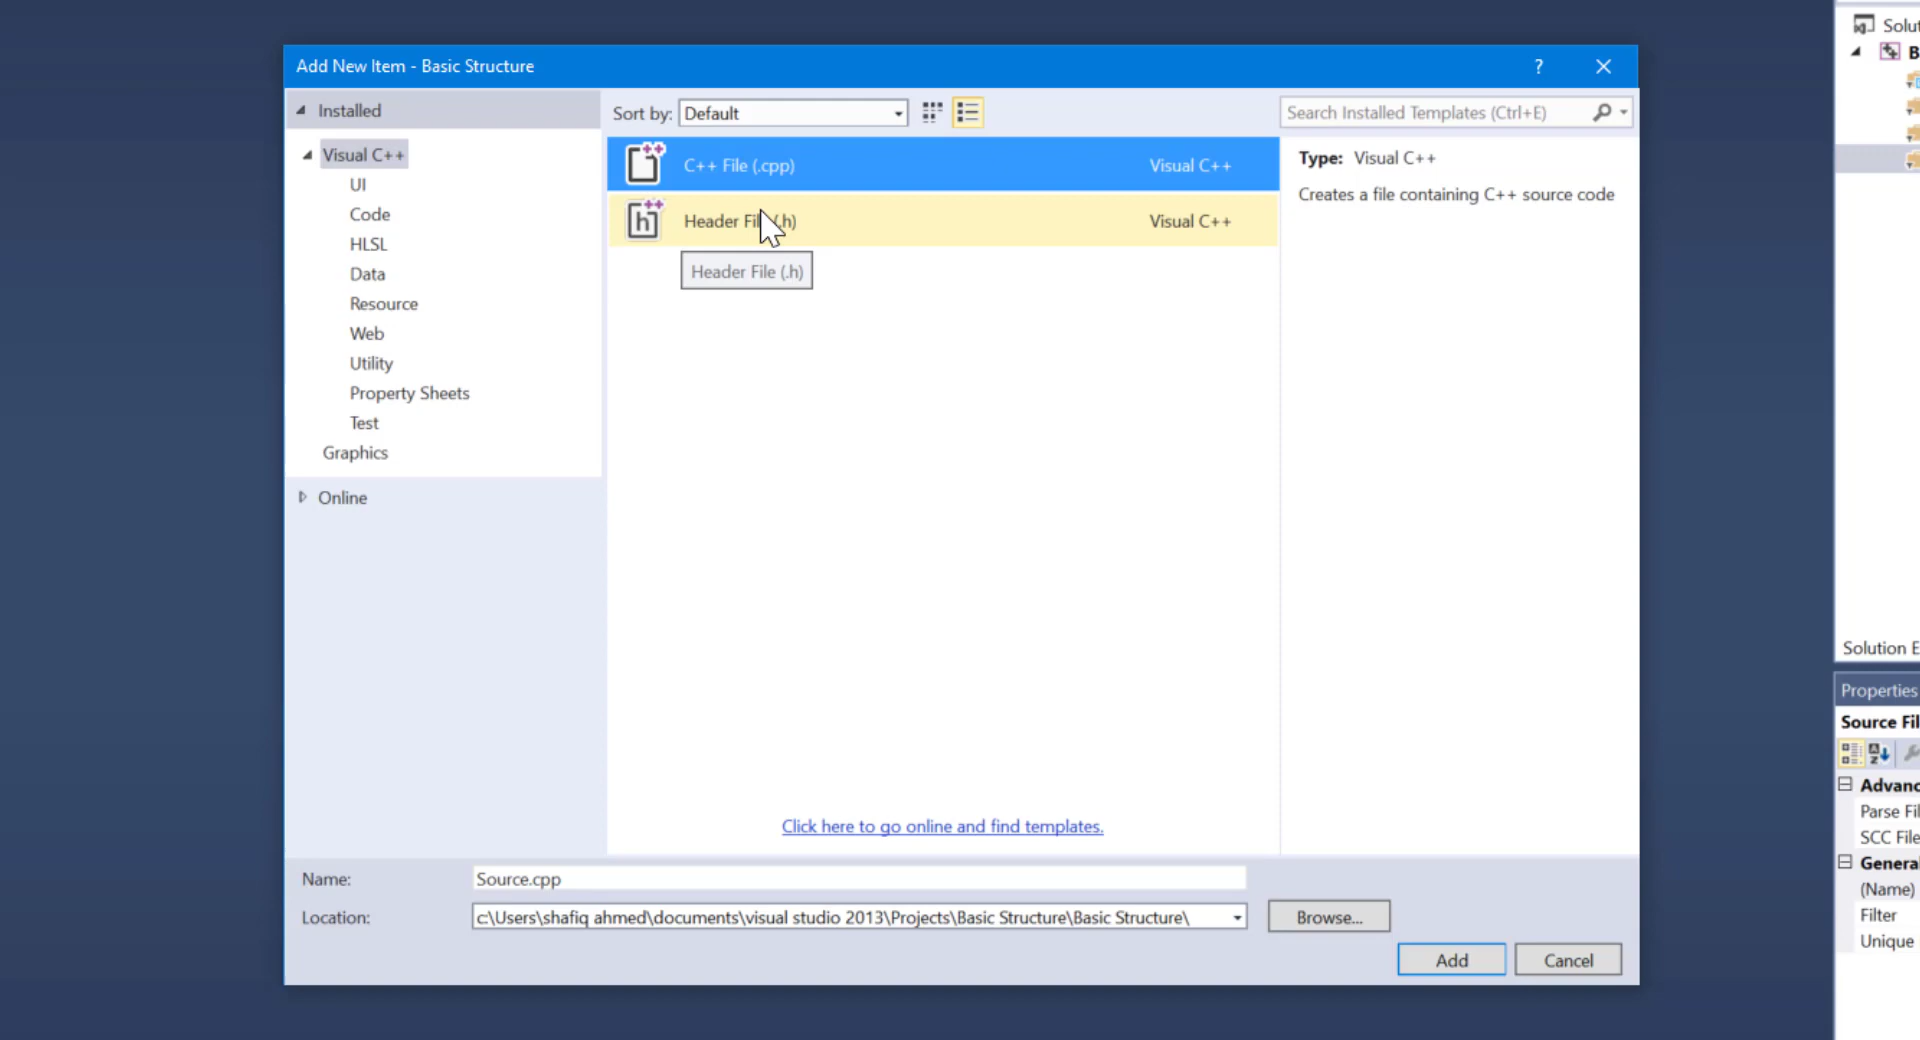 Add New Item - Basic Structure
?
Installed
Sort by: Default
Search Installed Templates (Ctrl+E)
Visual C++
UI
Code
HLSL
Data
Resource
Web
Utility
Property Sheets
Test
Graphics
Online
C++ File (.cpp) Visual C++
Header File (.h) Visual C++
Header File (.h)
Type: Visual C++
Creates a file containing C++ source code
Click here to go online and find templates.
Name: Source.cpp
Location: c:\Users\shafiq ahmed\documents\visual studio 2013\Projects\Basic Structure\Basic Structure\
Browse...
Add
Cancel
Solut
B
Solution E
Properties
Source Fil
Advanc
Parse Fil
SCC File
Genera
(Name)
Filter
Unique